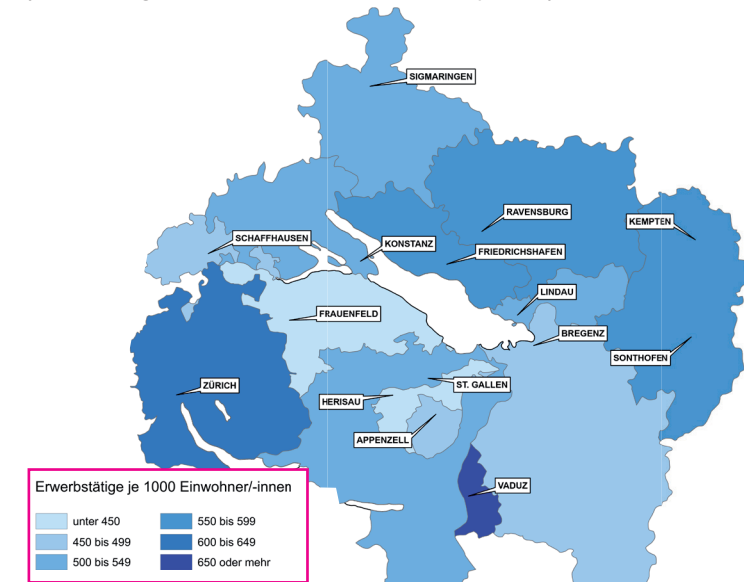 SIGMARINGEN
RAVENSBURG
KEMPTEN
SCHAFFHAUSEN
KONSTANZ
FRIEDRICHSHAFEN
LINDAU
FRAUENFELD
BREGENZ
SONTHOFEN
ZÜRICH
ST. GALLEN
HERISAU
APPENZELL
VADUZ
Erwerbstätige je 1000 Einwohner/-innen
unter 450
450 bis 499
500 bis 549
550 bis 599
600 bis 649
650 oder mehr